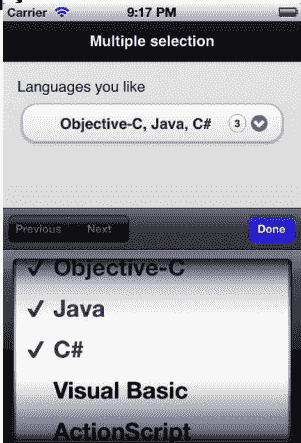 Carrier 9:17 PM
Multiple selection
Languages you like
Objective-C, Java, C# 3
Previous Next Done
✓ Objective-C
✓ Java
✓ C#
Visual Basic
ActionScript